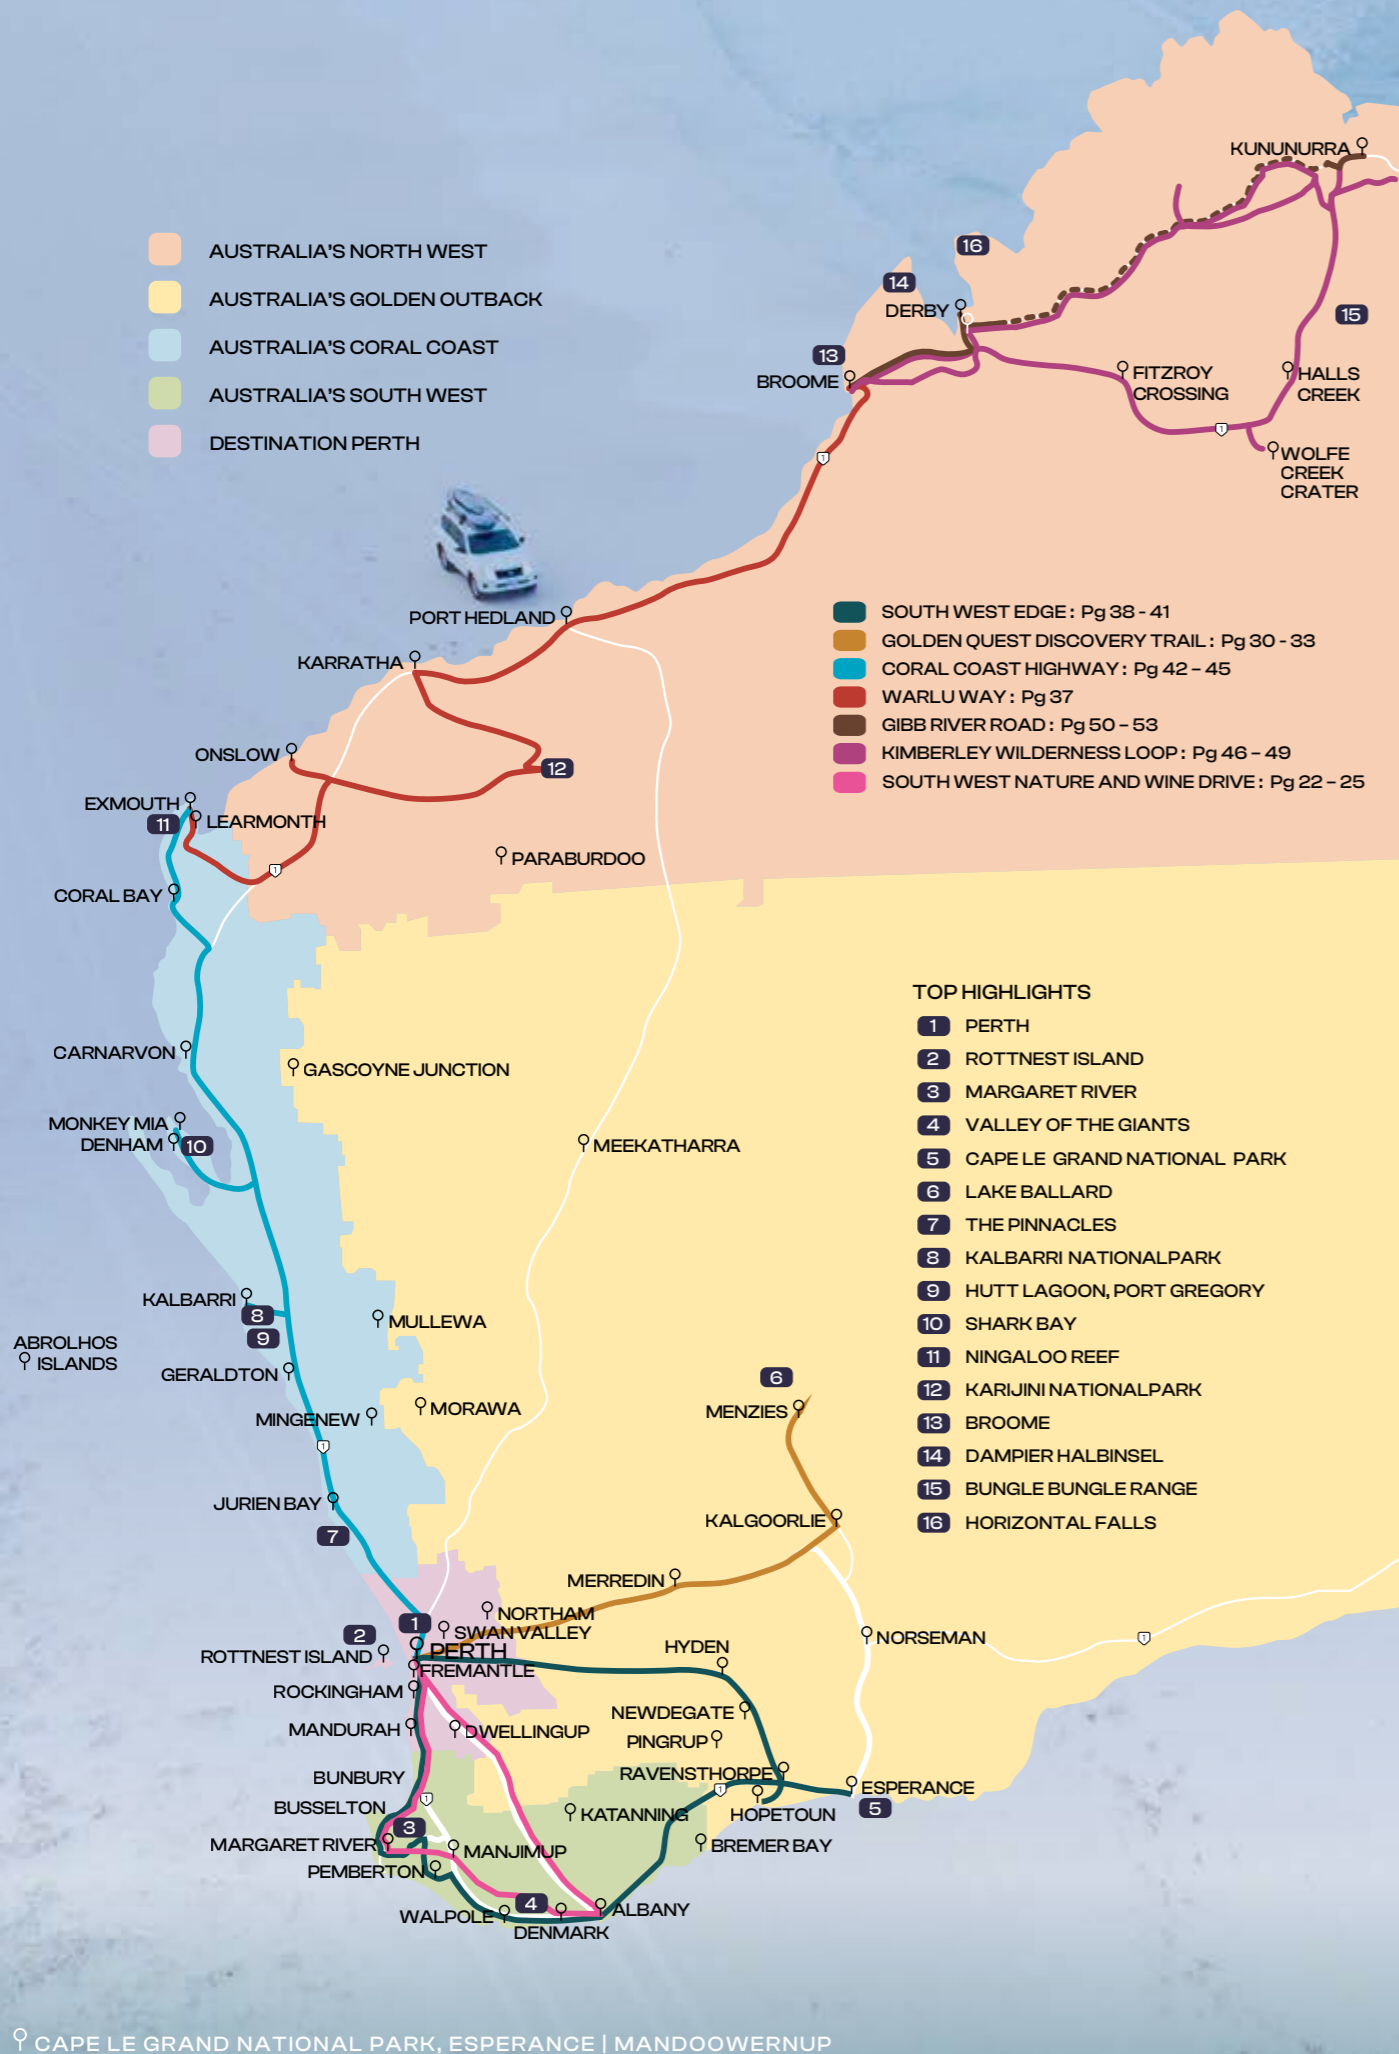 KUNUNURRA
AUSTRALIA'S NORTH WEST
AUSTRALIA'S GOLDEN OUTBACK
AUSTRALIA'S CORAL COAST
AUSTRALIA'S SOUTH WEST
DESTINATION PERTH
16
14
DERBY
15
13
BROOME
FITZROY
CROSSING
HALLS
CREEK
1
1
WOLFE
CREEK
CRATER
PORT HEDLAND
KARRATHA
SOUTH WEST EDGE : Pg 38 - 41
GOLDEN QUEST DISCOVERY TRAIL : Pg 30 - 33
CORAL COAST HIGHWAY : Pg 42 – 45
WARLU WAY : Pg 37
GIBB RIVER ROAD : Pg 50 – 53
KIMBERLEY WILDERNESS LOOP : Pg 46 – 49
SOUTH WEST NATURE AND WINE DRIVE : Pg 22 – 25
ONSLOW
12
EXMOUTH
11
LEARMONTH
PARABURDOO
1
CORAL BAY
CARNARVON
GASCOYNE JUNCTION
MONKEY MIA
DENHAM
10
MEEKATHARRA
KALBARRI
8
9
MULLEWA
ABROLHOS
ISLANDS
GERALDTON
MINGENEW
MORAWA
1
JURIEN BAY
7
TOP HIGHLIGHTS
1 PERTH
2 ROTTNEST ISLAND
3 MARGARET RIVER
4 VALLEY OF THE GIANTS
5 CAPE LE GRAND NATIONAL PARK
6 LAKE BALLARD
7 THE PINNACLES
8 KALBARRI NATIONALPARK
9 HUTT LAGOON, PORT GREGORY
10 SHARK BAY
11 NINGALOO REEF
12 KARIJINI NATIONALPARK
13 BROOME
14 DAMPIER HALBINSEL
15 BUNGLE BUNGLE RANGE
16 HORIZONTAL FALLS
6
MENZIES
KALGOORLIE
MERREDIN
NORTHAM
1
SWAN VALLEY
2
ROTTNEST ISLAND
PERTH
FREMANTLE
HYDEN
NORSEMAN
1
ROCKINGHAM
MANDURAH
DWELLINGUP
NEWDEGATE
PINGRUP
BUNBURY
RAVENSTHORPE
1
ESPERANCE
5
BUSSELTON
1
KATANNING
HOPETOUN
3
MARGARET RIVER
MANJIMUP
BREMER BAY
PEMBERTON
4
WALPOLE
DENMARK
ALBANY
CAPE LE GRAND NATIONAL PARK, ESPERANCE | MANDOOWERNUP